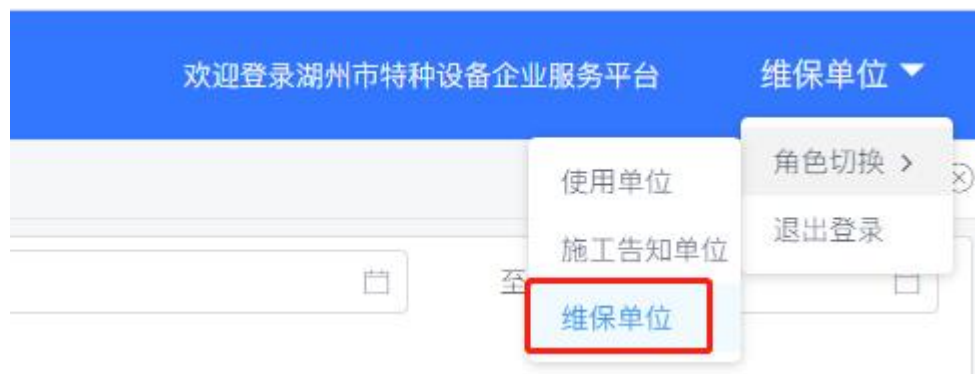 欢迎登录湖州市特种设备企业服务平台 维保单位
角色切换 >
退出登录
使用单位
施工告知单位
维保单位
至